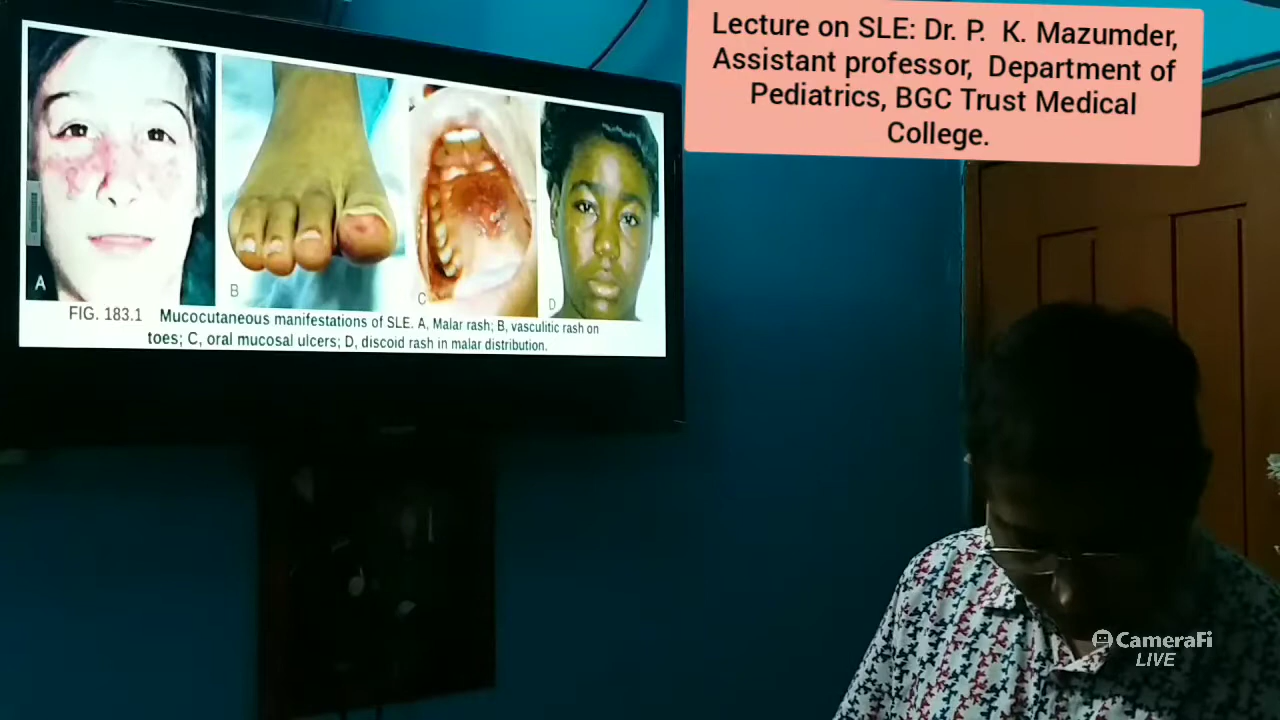 Lecture on SLE: Dr. P. K. Mazumder,
Assistant professor, Department of
Pediatrics, BGC Trust Medical
College.
A
B
C
D
FIG. 183.1 Mucocutaneous manifestations of SLE. A, Malar rash; B, vasculitic rash on
toes; C, oral mucosal ulcers; D, discoid rash in malar distribution.
CameraFi
LIVE